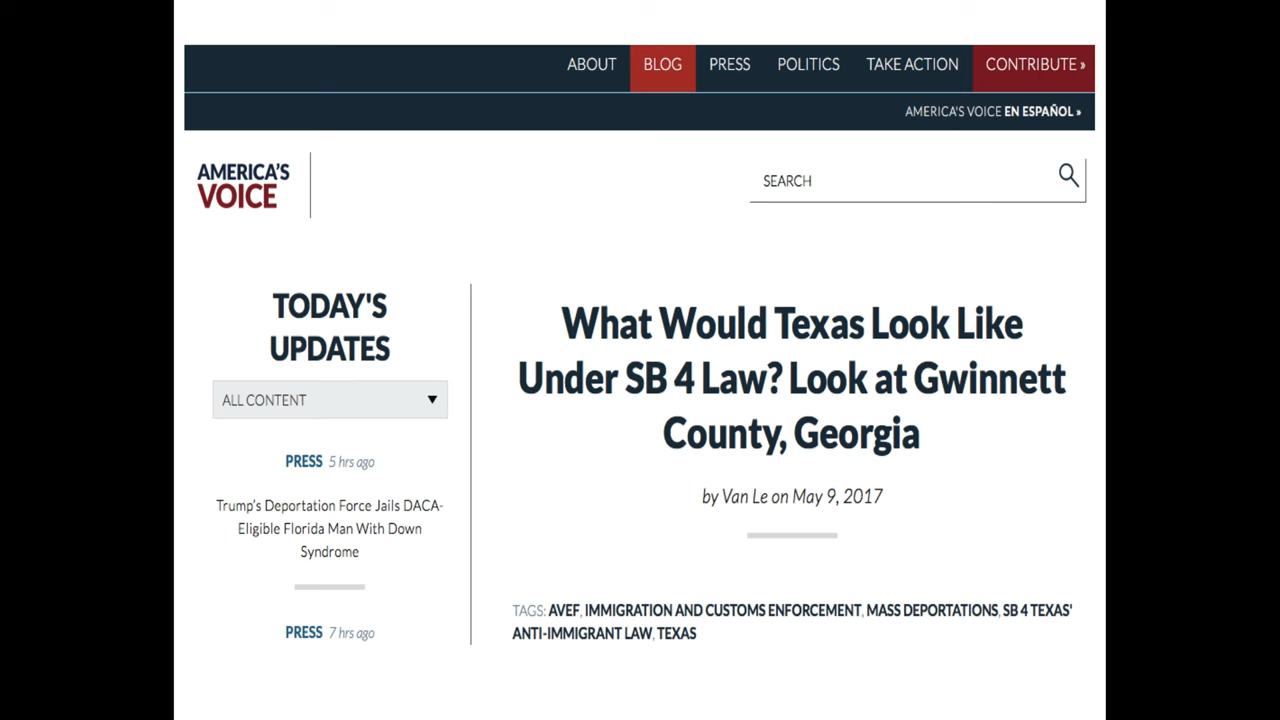 ABOUT BLOG PRESS POLITICS TAKE ACTION CONTRIBUTE »
AMERICA'S VOICE EN ESPAÑOL »
AMERICA'S
VOICE
SEARCH
TODAY'S
UPDATES
ALL CONTENT
PRESS 5 hrs ago
Trump's Deportation Force Jails DACA-
Eligible Florida Man With Down
Syndrome
PRESS 7 hrs ago
What Would Texas Look Like
Under SB 4 Law? Look at Gwinnett
County, Georgia
by Van Le on May 9, 2017
TAGS: AVEF, IMMIGRATION AND CUSTOMS ENFORCEMENT, MASS DEPORTATIONS, SB 4 TEXAS'
ANTI-IMMIGRANT LAW, TEXAS